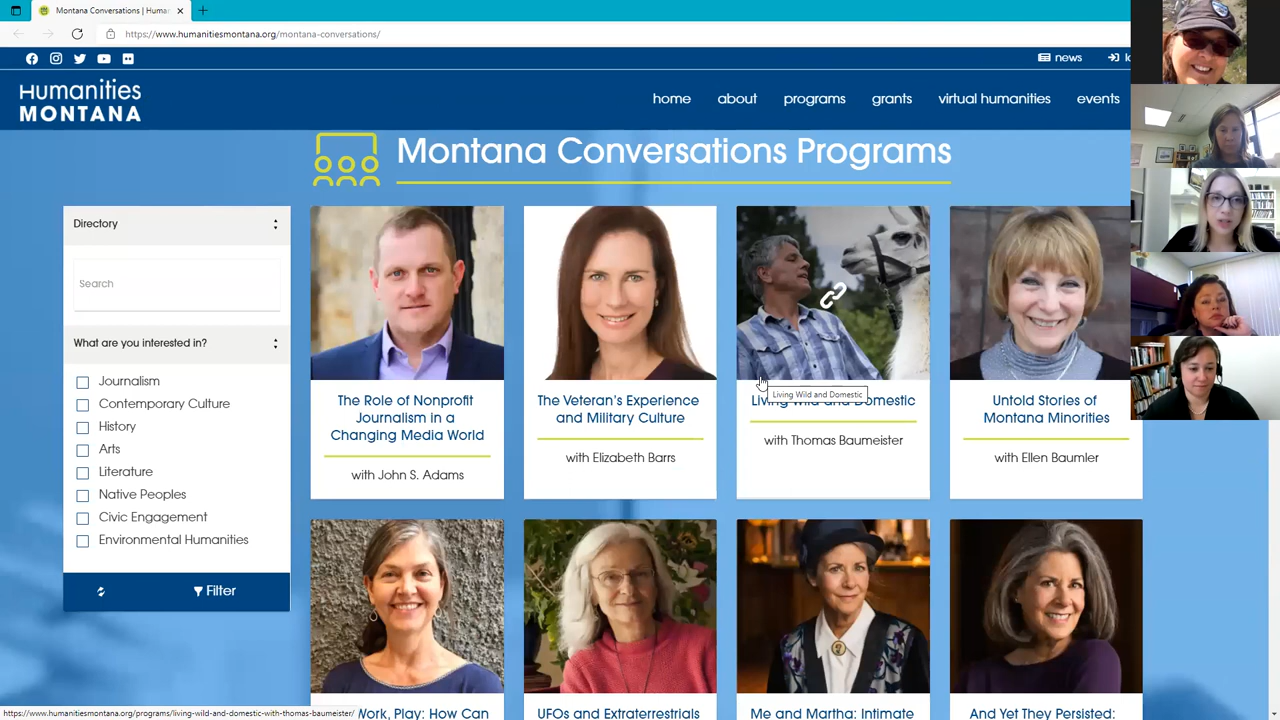 Montana Conversations | Huma
https://www.humanitiesmontana.org/montana-conversations/
news
Humanities
MONTANA
home about programs grants virtual humanities events
Montana Conversations Programs
Directory
Search
What are you interested in?
Journalism
Contemporary Culture
History
Arts
Literature
Native Peoples
Civic Engagement
Environmental Humanities
Filter
The Role of Nonprofit
Journalism in a
Changing Media World
with John S. Adams
The Veteran's Experience
and Military Culture
with Elizabeth Barrs
Living Wild and Domestic
Living Wild and Domestic
with Thomas Baumeister
Untold Stories of
Montana Minorities
with Ellen Baumler
Work, Play: How Can
UFOs and Extraterrestrials
Me and Martha: Intimate
And Yet They Persisted:
https://www.humanitiesmontana.org/programs/living-wild-and-domestic-with-thomas-baumeister/